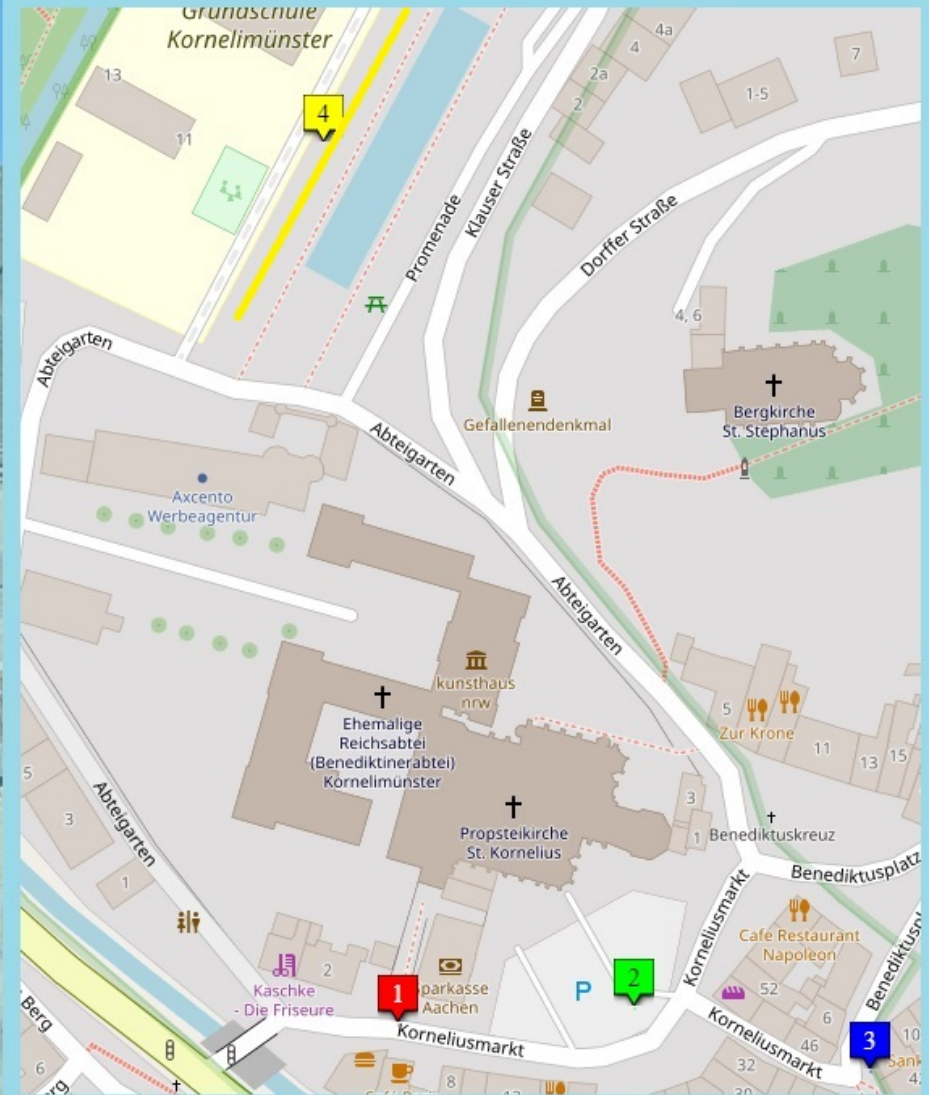 Grundschule
Kornelimünster
4
4a
4
2a
2
7
1-5
13
11
Promenade
Klauser Straße
Dorffer Straße
4, 6
Abteigarten
Gefallenendenkmal
Bergkirche
St. Stephanus
Abteigarten
Axcento
Werbeagentur
Abteigarten
kunsthaus
nrw
Ehemalige
Reichsabtei
(Benediktinerabtei)
Kornelimünster
5
Zur Krone
11
13
15
5
3
Abteigarten
1
Propsteikirche
St. Kornelius
3
1
Benediktuskreuz
Benediktusplatz
Korneliusmarkt
Cafe Restaurant
Napoleon
Benediktuspl
2
Kaschke
- Die Friseure
1
Sparkasse
Aachen
P
2
52
6
46
Korneliusmarkt
Korneliusmarkt
3
10
32
Berg
6
8